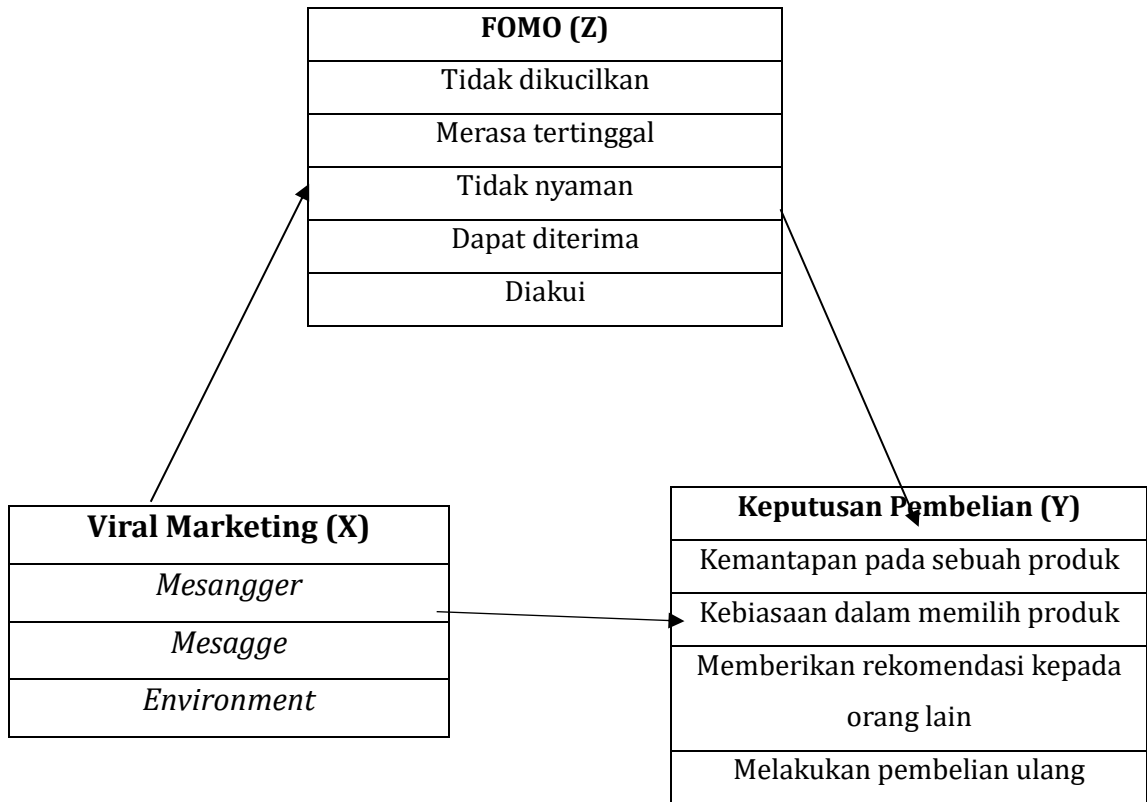 FOMO (Z)
Tidak dikucilkan
Merasa tertinggal
Tidak nyaman
Dapat diterima
Diakui
Viral Marketing (X)
Mesangger
Mesagge
Environment
Keputusan Pembelian (Y)
Kemantapan pada sebuah produk
Kebiasaan dalam memilih produk
Memberikan rekomendasi kepada
orang lain
Melakukan pembelian ulang